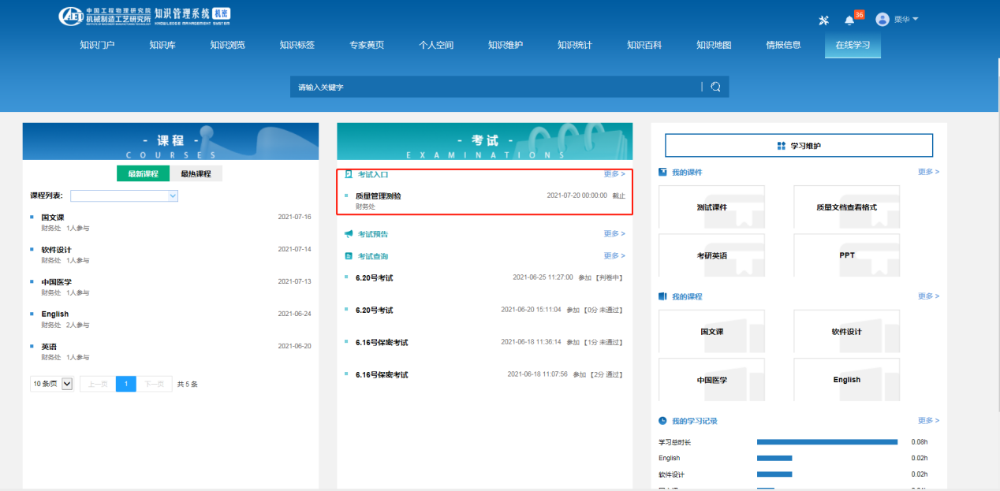 中国工程物理研究院
机械制造工艺研究所
知识管理系统 机密
KNOWLEDGE MANAGEMENT SYSTEM
36
栗华
知识门户 知识库 知识浏览 知识标签 专家黄页 个人空间 知识维护 知识统计 知识百科 知识地图 情报信息 在线学习
请输入关键字
- 课程 -
COURSES
最新课程 最热课程
课程列表:
国文课 2021-07-16
财务处 1人参与
软件设计 2021-07-14
财务处 1人参与
中国医学 2021-07-13
财务处 1人参与
English 2021-06-24
财务处 2人参与
英语 2021-06-20
财务处 1人参与
10 条/页 上一页 1 下一页 共 5 条
- 考试 -
EXAMINATIONS
考试入口 更多 >
质量管理测验 2021-07-20 00:00:00 截止
财务处
考试预告 更多 >
考试查询 更多 >
6.20号考试 2021-06-25 11:27:00 参加 【判卷中】
6.20号考试 2021-06-20 15:11:04 参加 【0分 未通过】
6.16号保密考试 2021-06-18 11:36:14 参加 【1分 未通过】
6.16号保密考试 2021-06-18 11:07:56 参加 【2分 通过】
学习维护
我的课件 更多 >
测试课件 质量文档查看格式
考研英语 PPT
我的课程 更多 >
国文课 软件设计
中国医学 English
我的学习记录 更多 >
学习总时长 0.08h
English 0.02h
软件设计 0.02h